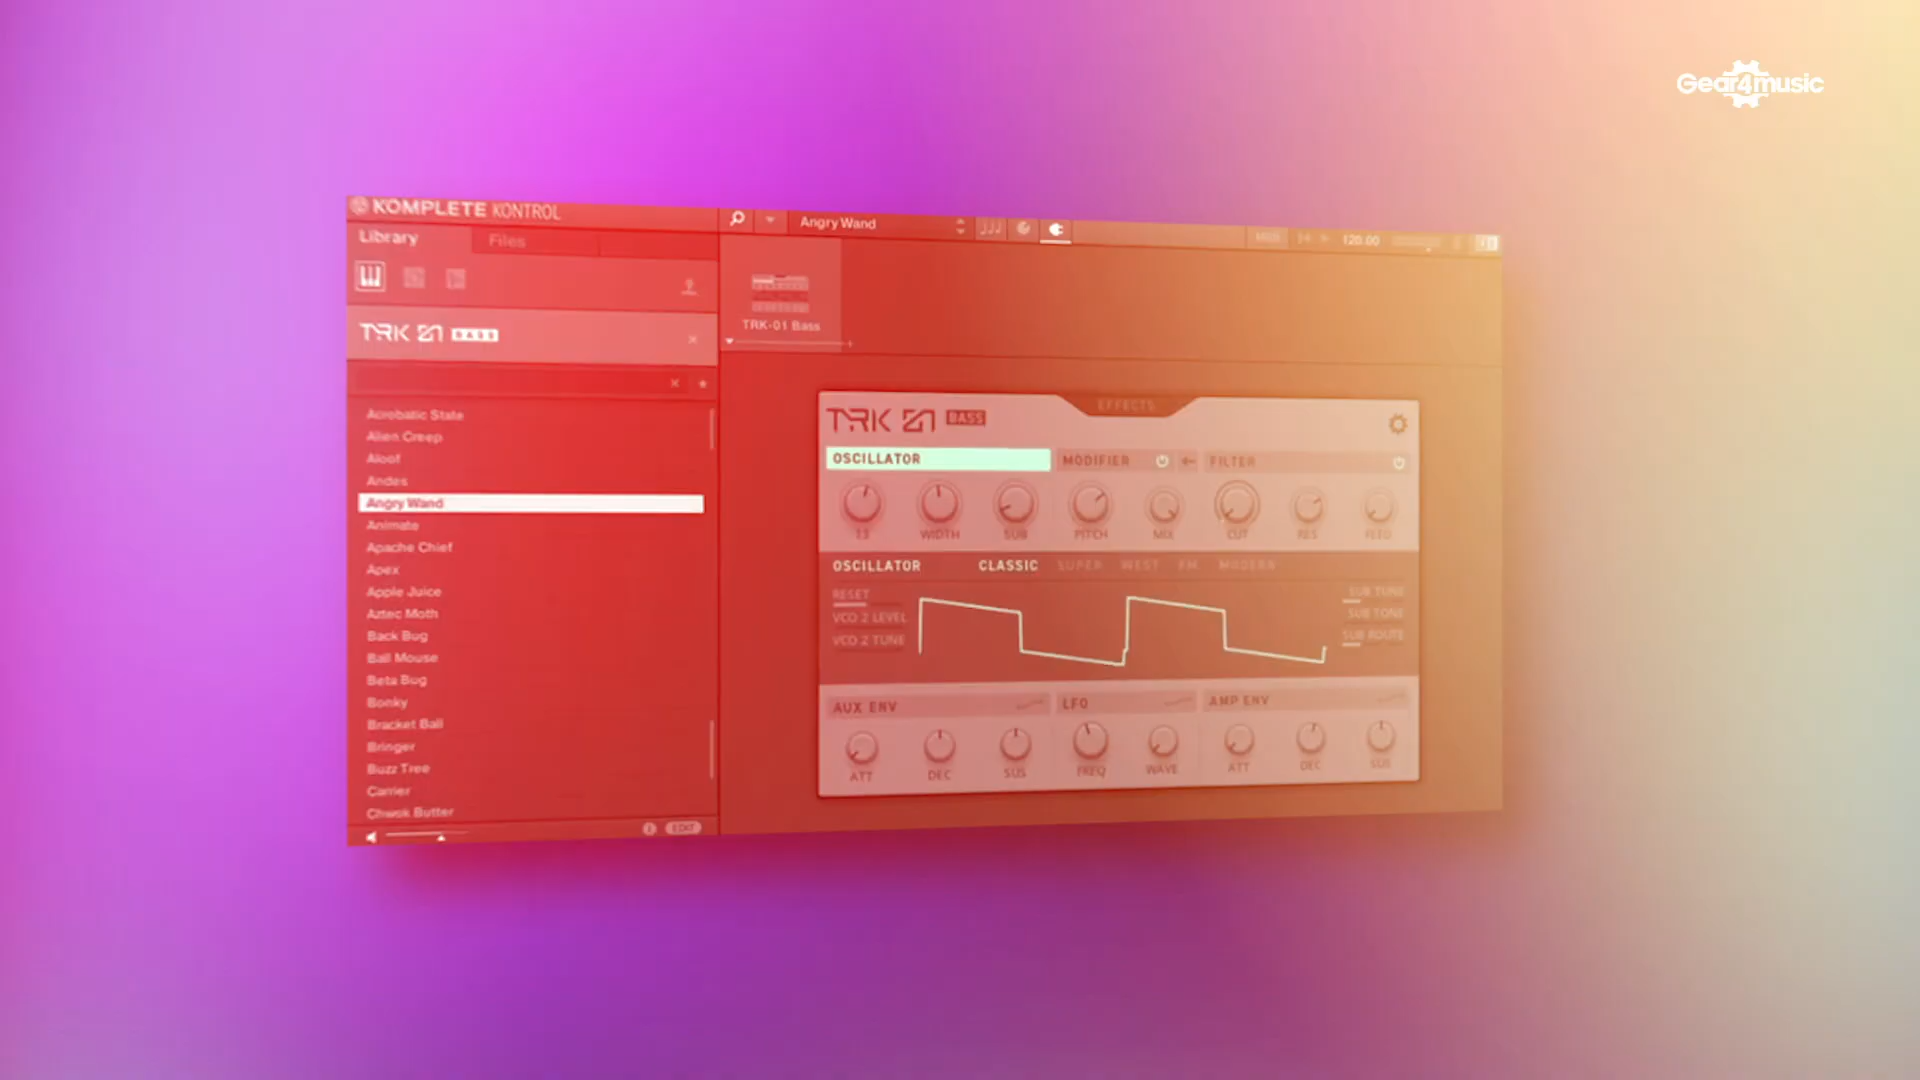 Gear4music
KOMPLETE KONTROL
Angry Wand
120.00
Library
Files
TRK-01 Bass
TRK 01 BASS
Acrobatic State
Alien Creep
Aloof
Andes
Angry Wand
Animate
Apache Chief
Apex
Apple Juice
Aztec Moth
Back Bug
Ball Mouse
Beta Bug
Bonky
Bracket Ball
Bringer
Buzz Tree
Carrier
Chwok Butter
EDIT
EFFECTS
TRK 01 BASS
OSCILLATOR
MODIFIER
FILTER
WIDTH
SUB
PITCH
MIX
CUT
RES
FEED
OSCILLATOR
CLASSIC
SUPER
WEST
FM
MODERN
RESET
VCO 2 LEVEL
VCO 2 TUNE
SUB TUNE
SUB TONE
SUB ROUTE
AUX ENV
LFO
AMP ENV
ATT
DEC
SUS
FREQ
WAVE
ATT
DEC
SUS